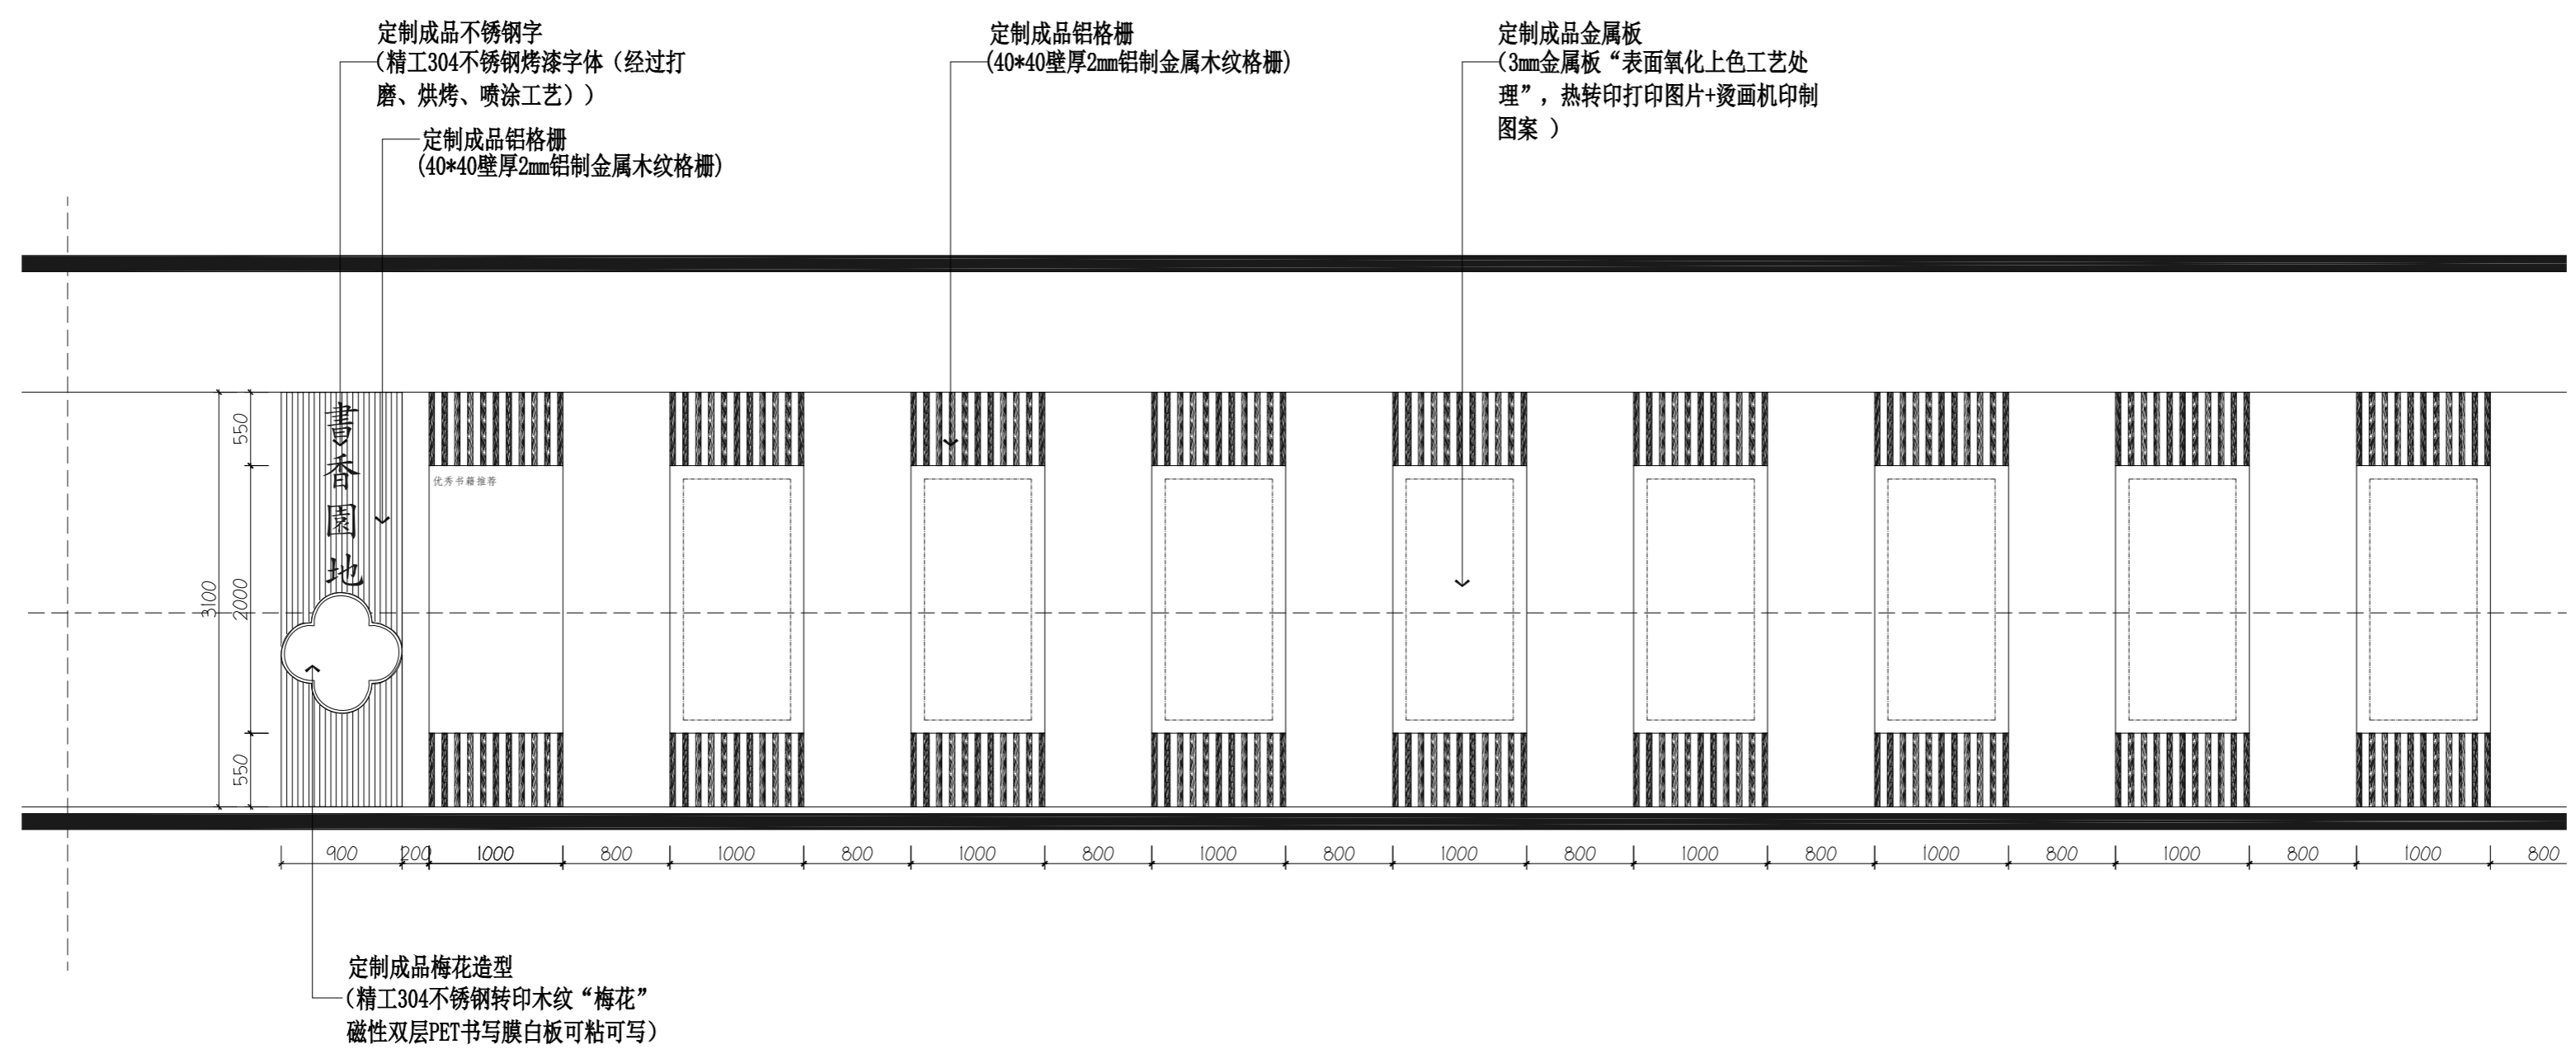 定制成品不锈钢字
(精工304不锈钢烤漆字体（经过打
磨、烘烤、喷涂工艺）)
定制成品铝格栅
(40*40壁厚2mm铝制金属木纹格栅)
定制成品铝格栅
(40*40壁厚2mm铝制金属木纹格栅)
定制成品金属板
(3mm金属板“表面氧化上色工艺处
理”，热转印打印图片+烫画机印制
图案 )
書
香
園
地
优秀书籍推荐
550
2000
550
3100
900 200 1000 800 1000 800 1000 800 1000 800 1000 800 1000 800 1000 800 1000 800 1000 800
定制成品梅花造型
(精工304不锈钢转印木纹“梅花”
磁性双层PET书写膜白板可粘可写)